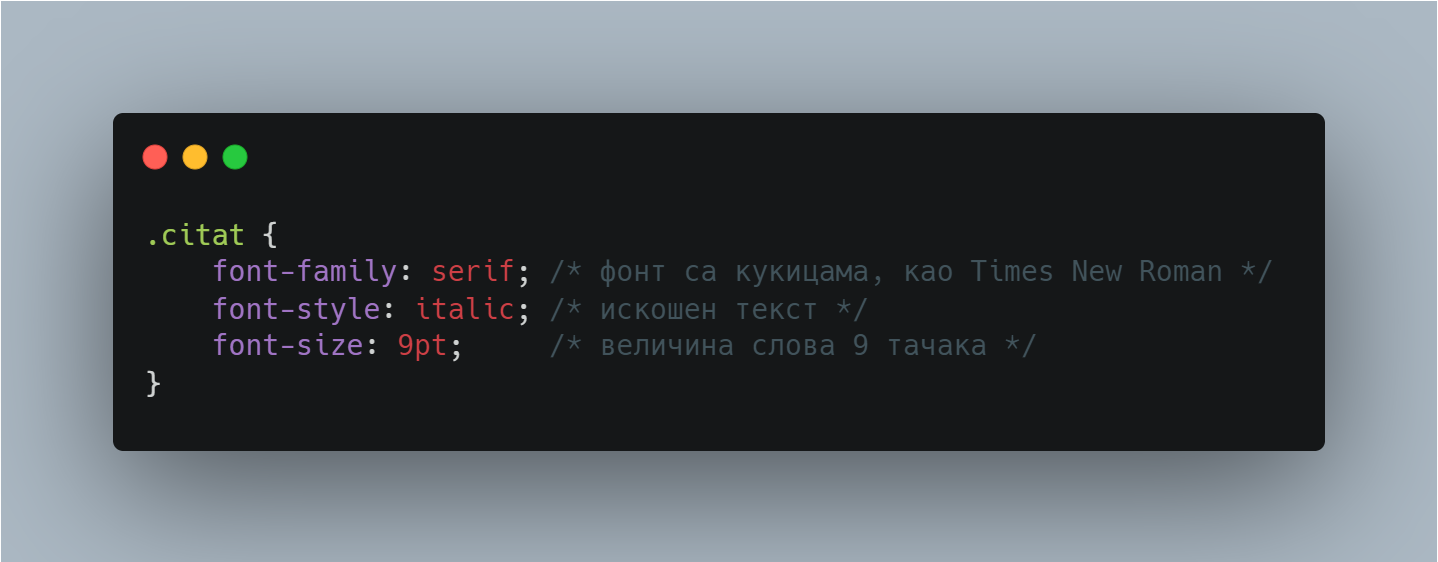 .citat {
    font-family: serif; /* фонт са кукицама, као Times New Roman */
    font-style: italic; /* искошен текст */
    font-size: 9pt;     /* величина слова 9 тачака */
}